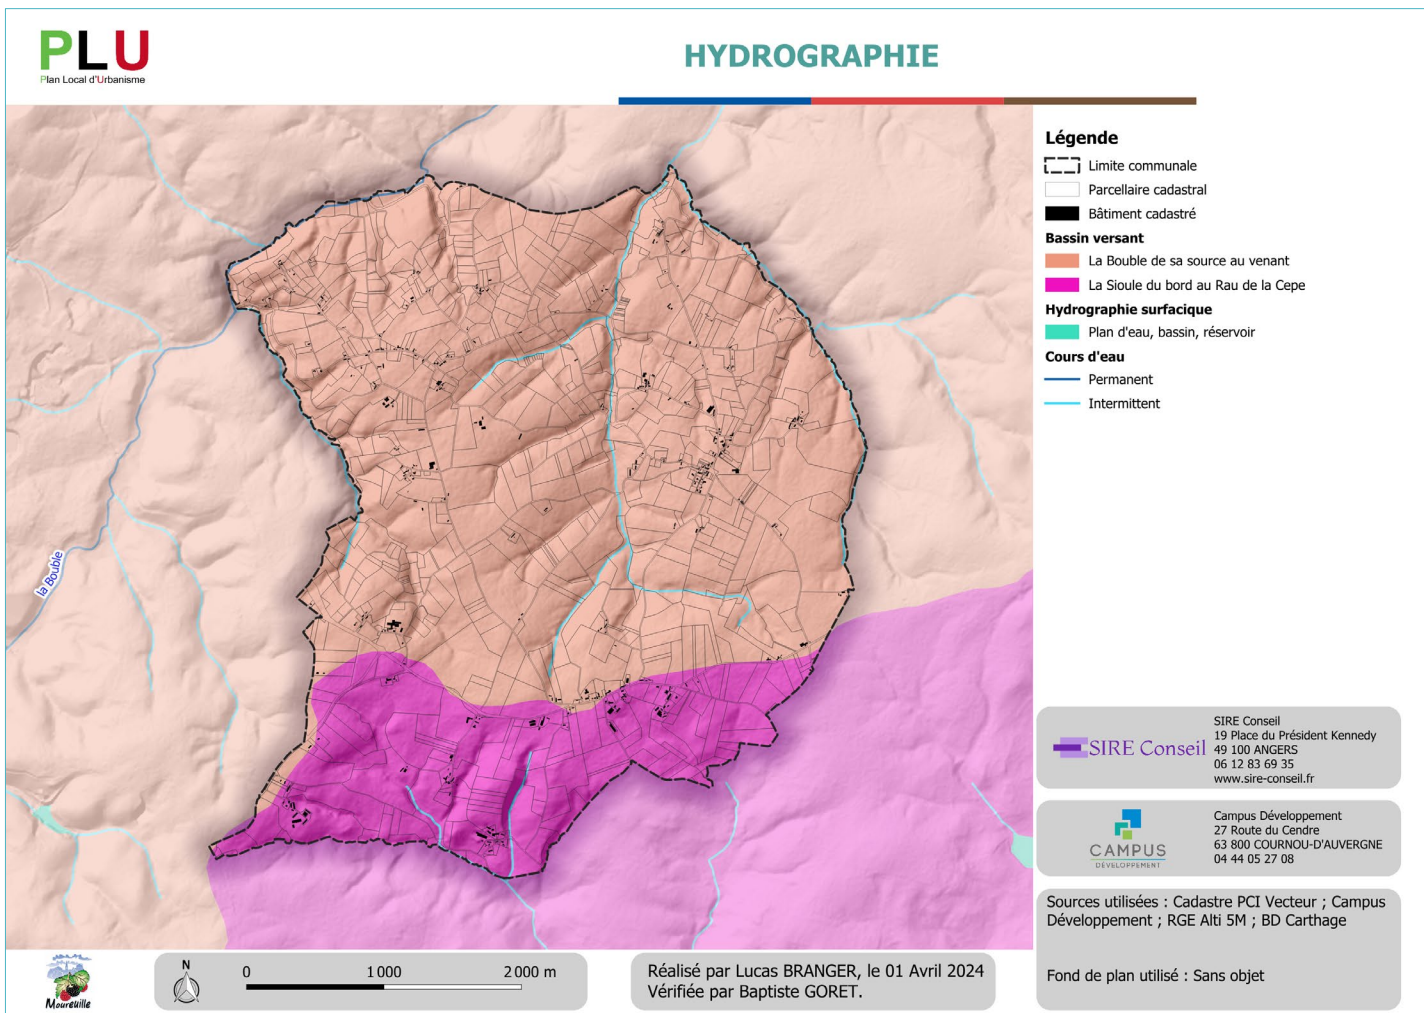 PLU
Plan Local d'Urbanisme
HYDROGRAPHIE
Légende
Limite communale
Parcellaire cadastral
Bâtiment cadastré
Bassin versant
La Bouble de sa source au venant
La Sioule du bord au Rau de la Cepe
Hydrographie surfacique
Plan d'eau, bassin, réservoir
Cours d'eau
Permanent
Intermittent
la Bouble
SIRE Conseil
SIRE Conseil
19 Place du Président Kennedy
49 100 ANGERS
06 12 83 69 35
www.sire-conseil.fr
CAMPUS
DÉVELOPPEMENT
Campus Développement
27 Route du Cendre
63 800 COURNOU-D'AUVERGNE
04 44 05 27 08
Sources utilisées : Cadastre PCI Vecteur ; Campus
Développement ; RGE Alti 5M ; BD Carthage
Fond de plan utilisé : Sans objet
Moureuille
N
0 1 000 2 000 m
Réalisé par Lucas BRANGER, le 01 Avril 2024
Vérifiée par Baptiste GORET.